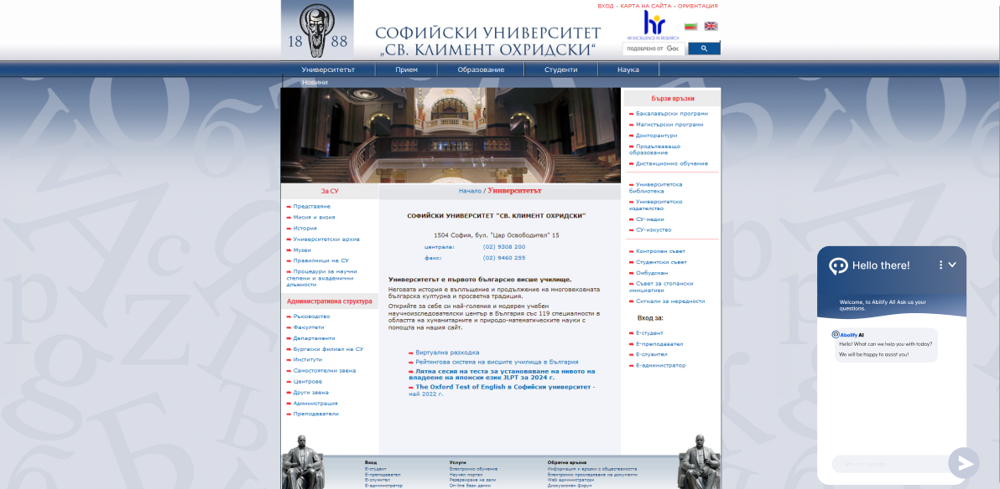 ВХОД · КАРТА НА САЙТА · ОРИЕНТАЦИЯ
18 88
СОФИЙСКИ УНИВЕРСИТЕТ
„СВ. КЛИМЕНТ ОХРИДСКИ“
hr
HR EXCELLENCE IN RESEARCH
ПОДОБРЕНО ОТ Goo
Университетът
Прием
Образование
Студенти
Наука
Новини
За СУ
Представяне
Мисия и визия
История
Университетски архив
Музеи
Правилници на СУ
Процедури за научни
степени и академични
длъжности
Административна структура
Ръководство
Факултети
Департаменти
Бургаски филиал на СУ
Институти
Самостоятелни звена
Центрове
Други звена
Администрация
Преподаватели
Начало / Университетът
СОФИЙСКИ УНИВЕРСИТЕТ "СВ. КЛИМЕНТ ОХРИДСКИ"
1504 София, бул. "Цар Освободител" 15
централа: (02) 9308 200
факс: (02) 9460 255
Университетът е първото българско висше училище.
Неговата история е въплъщение и продължение на многовековната
българска културна и просветна традиция.
Открийте за себе си най-големия и модерен учебен
научноизследователски център в България със 119 специалности в
областта на хуманитарните и природо-математическите науки с
помощта на нашия сайт.
Виртуална разходка
Рейтингова система на висшите училища в България
Лятна сесия на теста за установяване на нивото на
владеене на японски език JLPT за 2024 г.
The Oxford Test of English в Софийски университет -
май 2022 г.
Бързи връзки
Бакалавърски програми
Магистърски програми
Докторантури
Продължаващо
образование
Дистанционно обучение
Университетска
библиотека
Университетско
издателство
СУ-медии
СУ-изкуство
Контролен съвет
Студентски съвет
Омбудсман
Съвет за стопански
инициативи
Сигнали за нередности
Вход за:
Е-студент
Е-преподавател
Е-служител
Е-администратор
Вход
Е-студент
Е-преподавател
Е-служител
Е-администратор
Услуги
Електронно обучение
Научен портал
Резервиране на зали
On-line бази данни
Обратна връзка
Информация и връзки с обществеността
Електронно проследяване на документи
Web администратори
Дискусионен форум
Hello there!
Welcome, to Abilify AI! Ask us your
questions.
Abolify AI
Hello! What can we help you with today?
We will be happy to assist you!